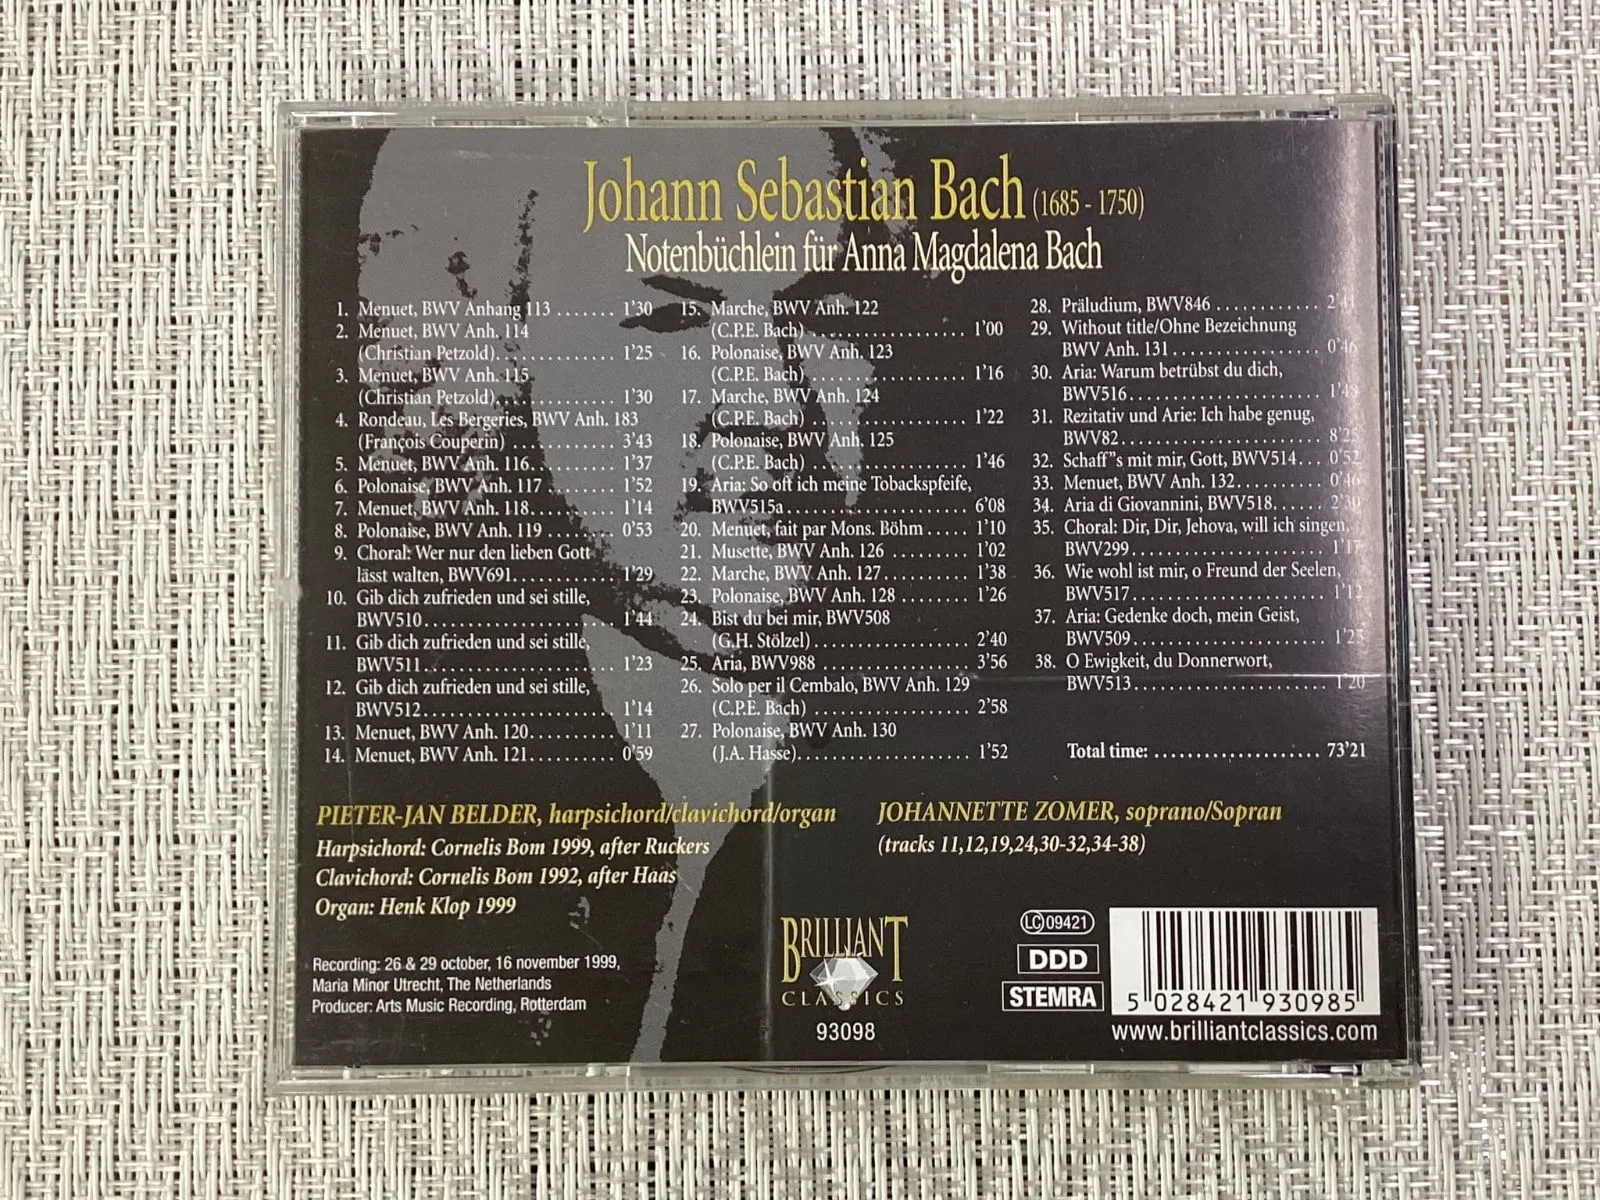 Johann Sebastian Bach (1685 - 1750)
Notenbüchlein für Anna Magdalena Bach
1. Menuet, BWV Anhang 113 ....... 1'30
2. Menuet, BWV Anh. 114
(Christian Petzold)............. 1'25
3. Menuet, BWV Anh. 115
(Christian Petzold)............. 1'30
4. Rondeau, Les Bergeries, BWV Anh. 183
(François Couperin) ............ 3'43
5. Menuet, BWV Anh. 116.......... 1'37
6. Polonaise, BWV Anh. 117 ........ 1'52
7. Menuet, BWV Anh. 118.......... 1'14
8. Polonaise, BWV Anh. 119 ........ 0'53
9. Choral: Wer nur den lieben Gott
lässt walten, BWV691............ 1'29
10. Gib dich zufrieden und sei stille,
BWV510....................... 1'44
11. Gib dich zufrieden und sei stille,
BWV511....................... 1'23
12. Gib dich zufrieden und sei stille,
BWV512....................... 1'14
13. Menuet, BWV Anh. 120.......... 1'11
14. Menuet, BWV Anh. 121.......... 0'59
15. Marche, BWV Anh. 122
(C.P.E. Bach) .................. 1'00
16. Polonaise, BWV Anh. 123
(C.P.E. Bach) .................. 1'16
17. Marche, BWV Anh. 124
(C.P.E. Bach) .................. 1'22
18. Polonaise, BWV Anh. 125
(C.P.E. Bach) .................. 1'46
19. Aria: So oft ich meine Tobackspfeife,
BWV515a..................... 6'08
20. Menuet, fait par Mons. Böhm ..... 1'10
21. Musette, BWV Anh. 126 ......... 1'02
22. Marche, BWV Anh. 127.......... 1'38
23. Polonaise, BWV Anh. 128 ........ 1'26
24. Bist du bei mir, BWV508
(G.H. Stölzel) .................. 2'40
25. Aria, BWV988 ................. 3'56
26. Solo per il Cembalo, BWV Anh. 129
(C.P.E. Bach) .................. 2'58
27. Polonaise, BWV Anh. 130
(J.A. Hasse).................... 1'52
28. Präludium, BWV846 ............
29. Without title/Ohne Bezeichnung
BWV Anh. 131................. 0'46
30. Aria: Warum betrübst du dich,
BWV516 ......................
31. Rezitativ und Arie: Ich habe genug,
BWV82....................... 8'25
32. Schaff"s mit mir, Gott, BWV514... 0'52
33. Menuet, BWV Anh. 132......... 0'46
34. Aria di Giovannini, BWV518...... 2'30
35. Choral: Dir, Dir, Jehova, will ich singen,
BWV299...................... 1'17
36. Wie wohl ist mir, o Freund der Seelen,
BWV517...................... 1'12
37. Aria: Gedenke doch, mein Geist,
BWV509...................... 1'25
38. O Ewigkeit, du Donnerwort,
BWV513...................... 1'20
Total time: ................... 73'21
PIETER-JAN BELDER, harpsichord/clavichord/organ
Harpsichord: Cornelis Bom 1999, after Ruckers
Clavichord: Cornelis Bom 1992, after Haas
Organ: Henk Klop 1999
JOHANNETTE ZOMER, soprano/Sopran
(tracks 11,12,19,24,30-32,34-38)
Recording: 26 & 29 october, 16 november 1999,
Maria Minor Utrecht, The Netherlands
Producer: Arts Music Recording, Rotterdam
BRILLIANT
CLASSICS
93098
LC 09421
DDD
STEMRA
5 028421 930985
www.brilliantclassics.com